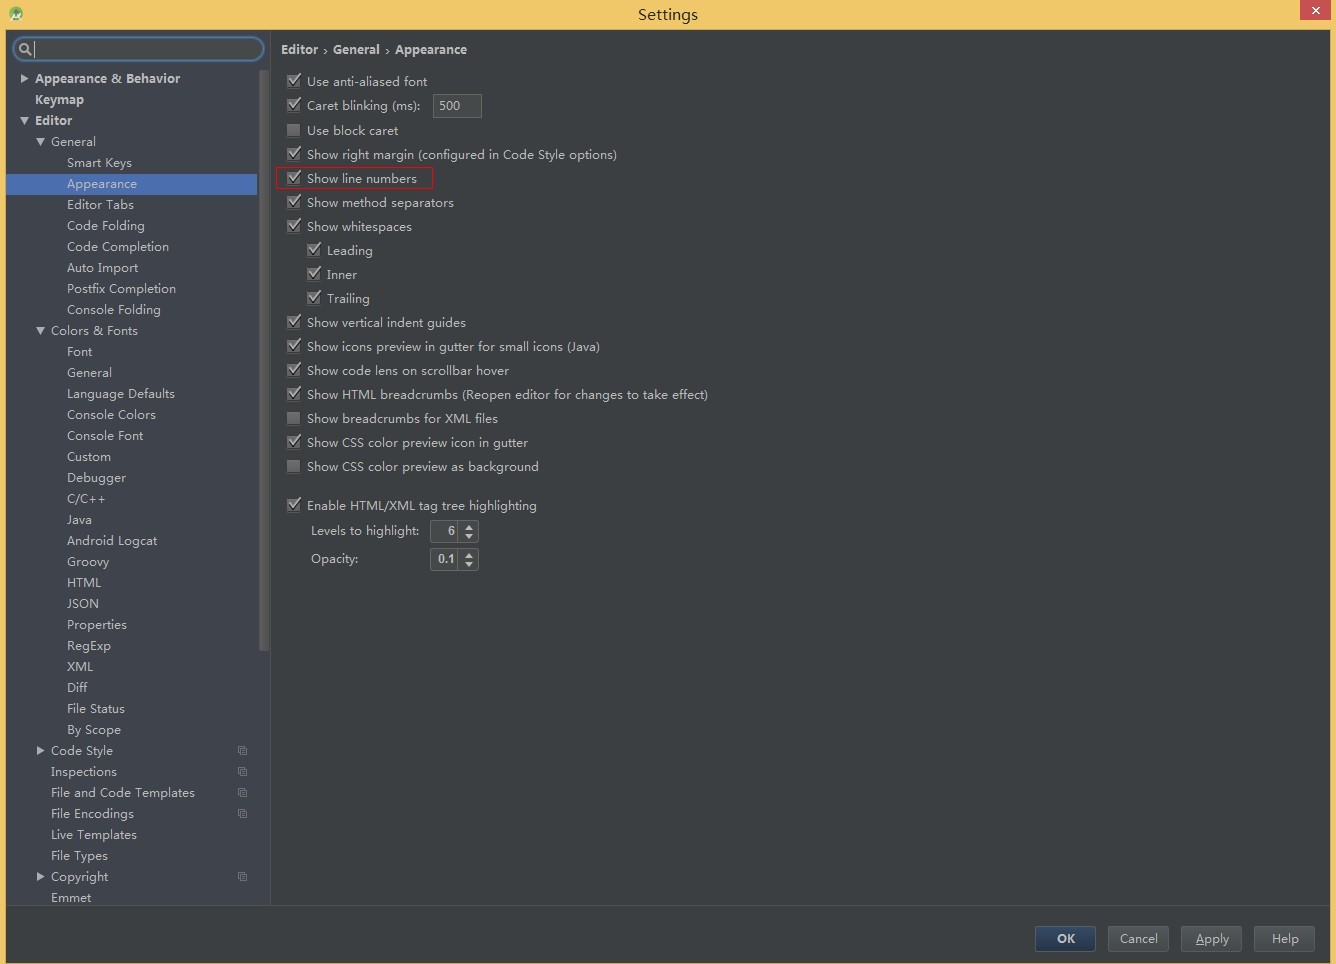 Settings
Appearance & Behavior
Keymap
Editor
General
Smart Keys
Appearance
Editor Tabs
Code Folding
Code Completion
Auto Import
Postfix Completion
Console Folding
Colors & Fonts
Font
General
Language Defaults
Console Colors
Console Font
Custom
Debugger
C/C++
Java
Android Logcat
Groovy
HTML
JSON
Properties
RegExp
XML
Diff
File Status
By Scope
Code Style
Inspections
File and Code Templates
File Encodings
Live Templates
File Types
Copyright
Emmet
Editor › General › Appearance
Use anti-aliased font
Caret blinking (ms): 500
Use block caret
Show right margin (configured in Code Style options)
Show line numbers
Show method separators
Show whitespaces
Leading
Inner
Trailing
Show vertical indent guides
Show icons preview in gutter for small icons (Java)
Show code lens on scrollbar hover
Show HTML breadcrumbs (Reopen editor for changes to take effect)
Show breadcrumbs for XML files
Show CSS color preview icon in gutter
Show CSS color preview as background
Enable HTML/XML tag tree highlighting
Levels to highlight: 6
Opacity: 0.1
OK Cancel Apply Help